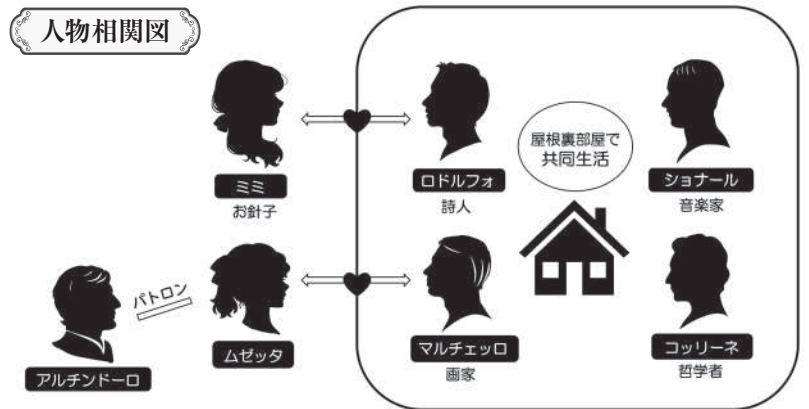 人物相関図
ミミ
お針子
ロドルフォ
詩人
屋根裏部屋で
共同生活
ショナール
音楽家
パトロン
アルチンドーロ
ムゼッタ
マルチェッロ
画家
コッリーネ
哲学者